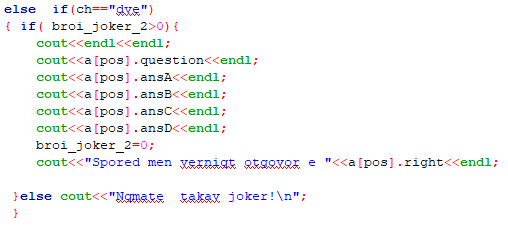 else  if(ch=="dve")
{ if( broi_joker_2>0){
    cout<<endl<<endl;
    cout<<a[pos].question<<endl;
    cout<<a[pos].ansA<<endl;
    cout<<a[pos].ansB<<endl;
    cout<<a[pos].ansC<<endl;
    cout<<a[pos].ansD<<endl;
    broi_joker_2=0;
    cout<<"Spored men verniqt otgovor e "<<a[pos].right<<endl;
 }else cout<<"Nqmate  takav joker!\n";
 }